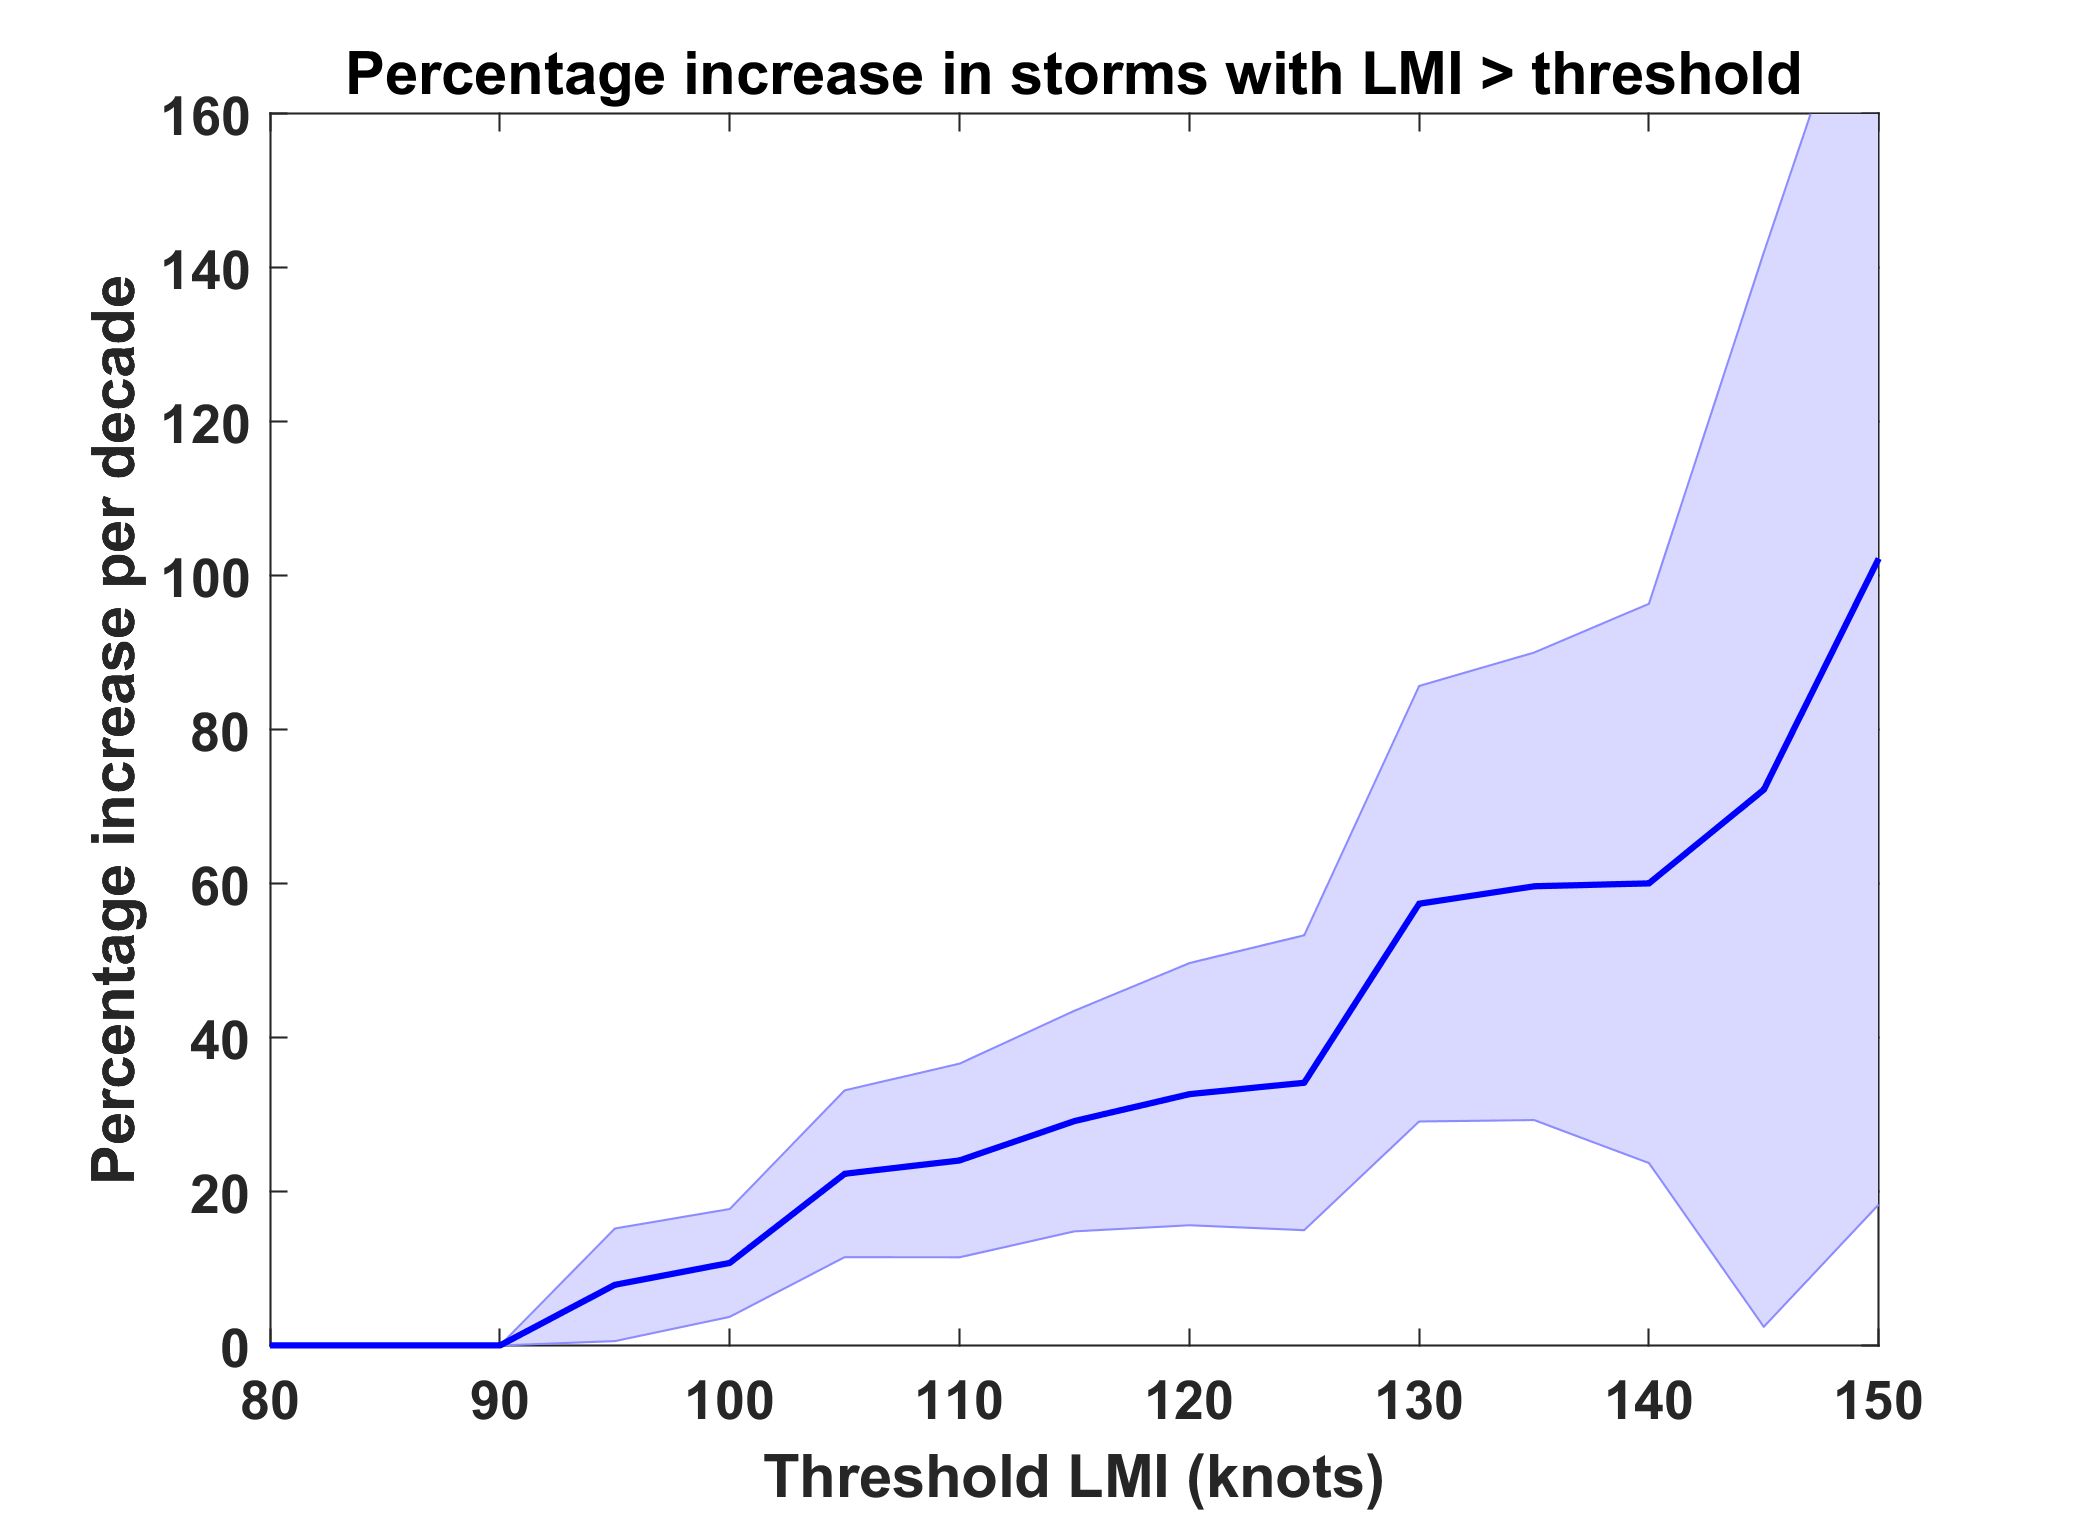 Percentage increase in storms with LMI > threshold
160
140
120
100
80
60
40
20
0
Percentage increase per decade
80 90 100 110 120 130 140 150
Threshold LMI (knots)